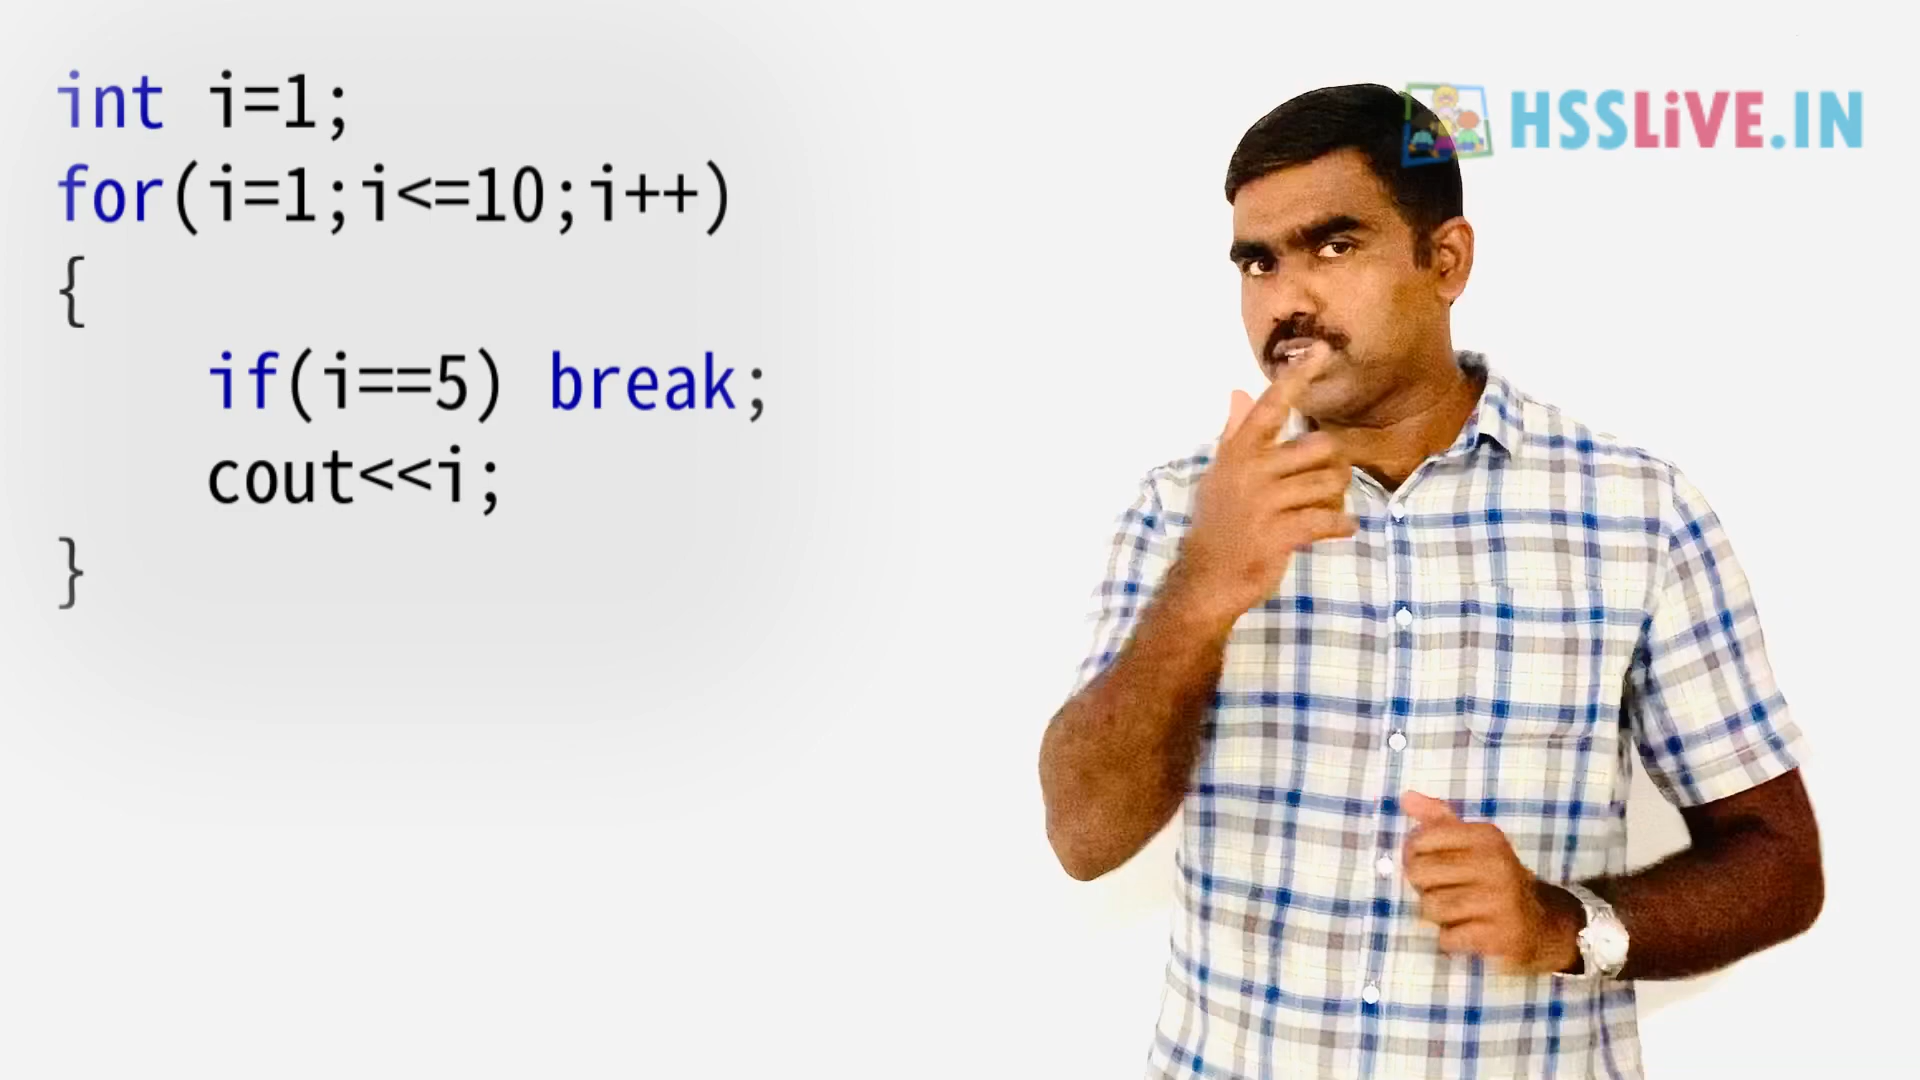 int i=1;
for(i=1;i<=10;i++)
{
if(i==5) break;
cout<<i;
}
HSSLiVE.IN